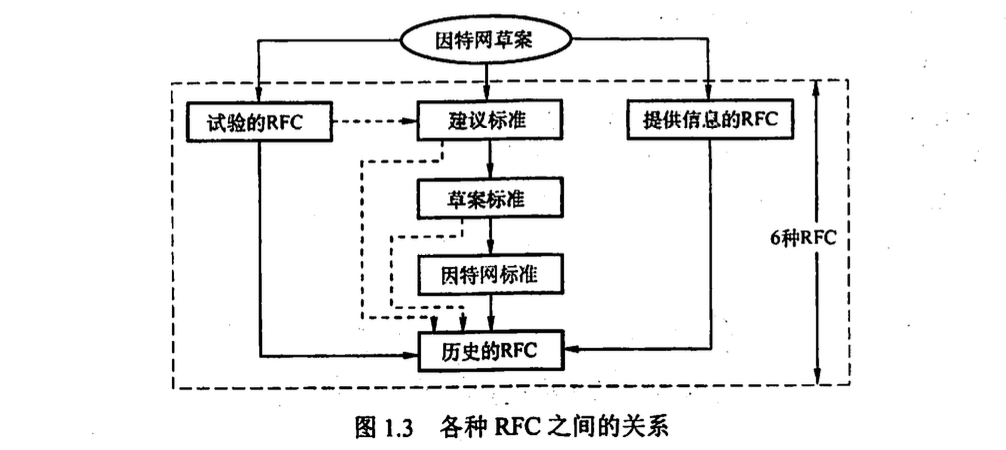 因特网草案
试验的RFC
建议标准
提供信息的RFC
草案标准
6种RFC
因特网标准
历史的RFC
图 1.3 各种 RFC 之间的关系